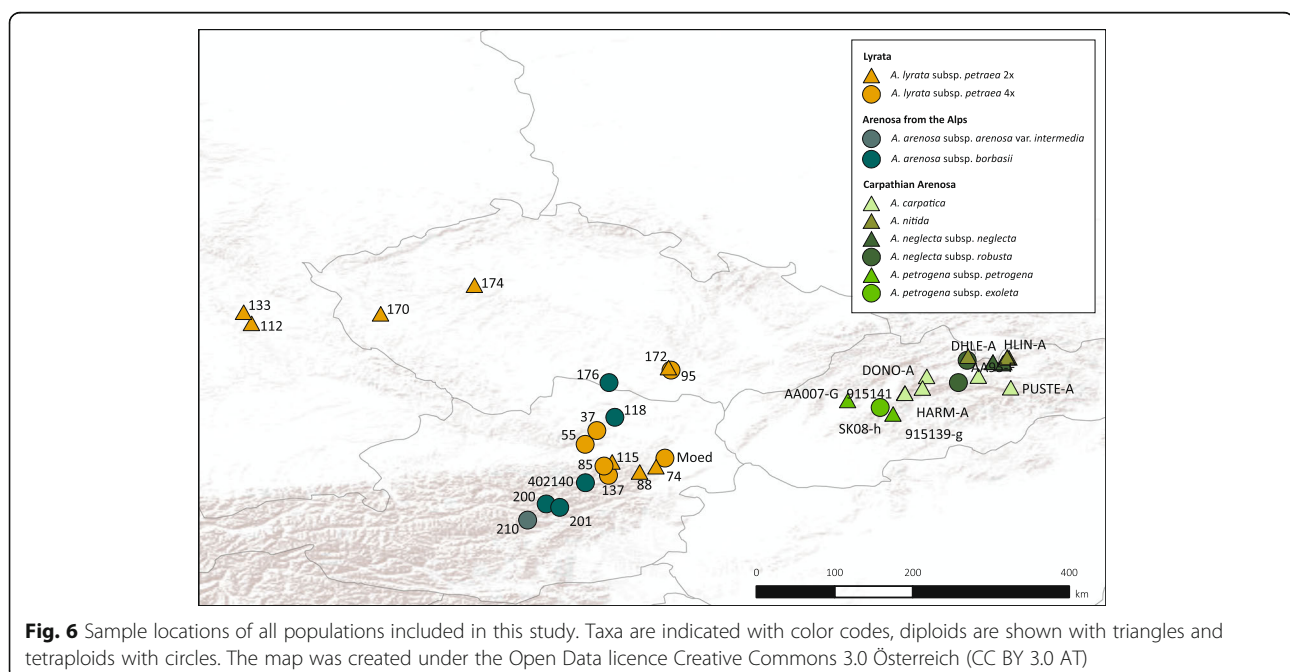 Lyrata
A. lyrata subsp. petraea 2x
A. lyrata subsp. petraea 4x
Arenosa from the Alps
A. arenosa subsp. arenosa var. intermedia
A. arenosa subsp. borbasii
Carpathian Arenosa
A. carpatica
A. nitida
A. neglecta subsp. neglecta
A. neglecta subsp. robusta
A. petrogena subsp. petrogena
A. petrogena subsp. exoleta
174
133
170
112
DHLE-A HLIN-A
172
DONO-A
176
95
PUSTE-A
AA007-G 915141
118
HARM-A
37
SK08-h
915139-g
55
115 Moed
85
74
402140
137 88
200
201
210
0 100 200 400
km
Fig. 6 Sample locations of all populations included in this study. Taxa are indicated with color codes, diploids are shown with triangles and
tetraploids with circles. The map was created under the Open Data licence Creative Commons 3.0 Österreich (CC BY 3.0 AT)